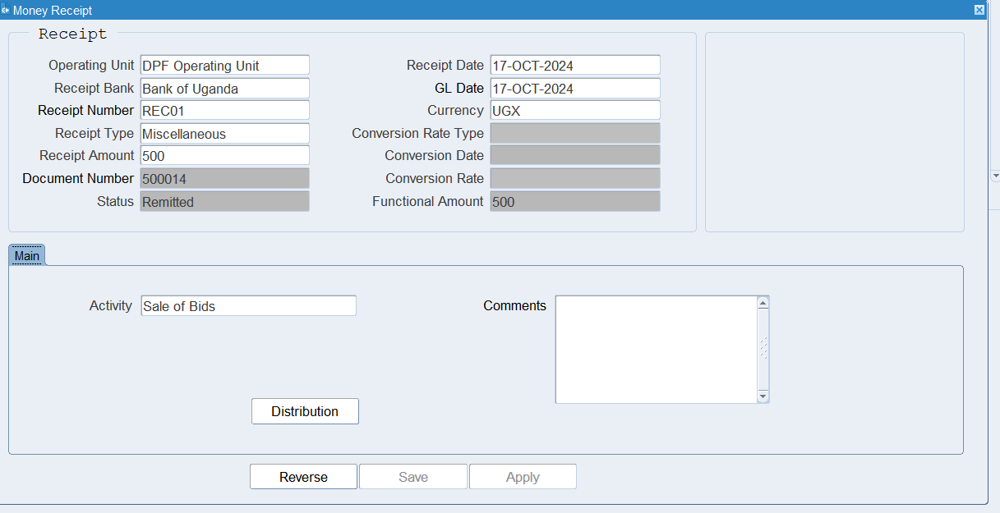 Money Receipt
Receipt
Operating Unit DPF Operating Unit Receipt Date 17-OCT-2024
Receipt Bank Bank of Uganda GL Date 17-OCT-2024
Receipt Number REC01 Currency UGX
Receipt Type Miscellaneous Conversion Rate Type
Receipt Amount 500 Conversion Date
Document Number 500014 Conversion Rate
Status Remitted Functional Amount 500
Main
Activity Sale of Bids Comments
Distribution
Reverse Save Apply